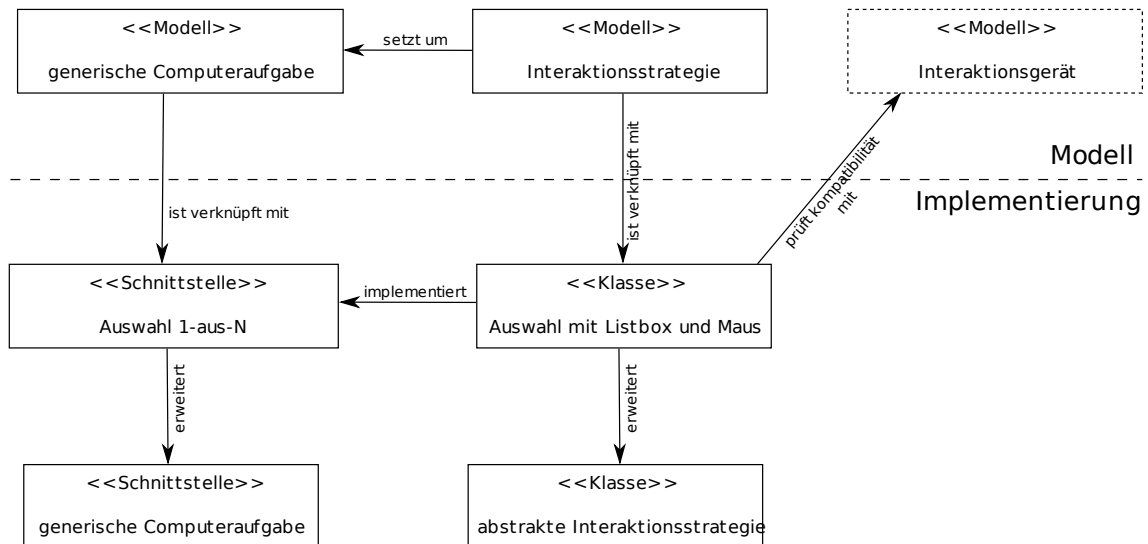 <<Modell>>
generische Computeraufgabe
setzt um
<<Modell>>
Interaktionsstrategie
<<Modell>>
Interaktionsgerät
ist verknüpft mit
ist verknüpft mit
prüft kompatibilität
mit
Modell
Implementierung
<<Schnittstelle>>
Auswahl 1-aus-N
implementiert
<<Klasse>>
Auswahl mit Listbox und Maus
erweitert
erweitert
<<Schnittstelle>>
generische Computeraufgabe
<<Klasse>>
abstrakte Interaktionsstrategie